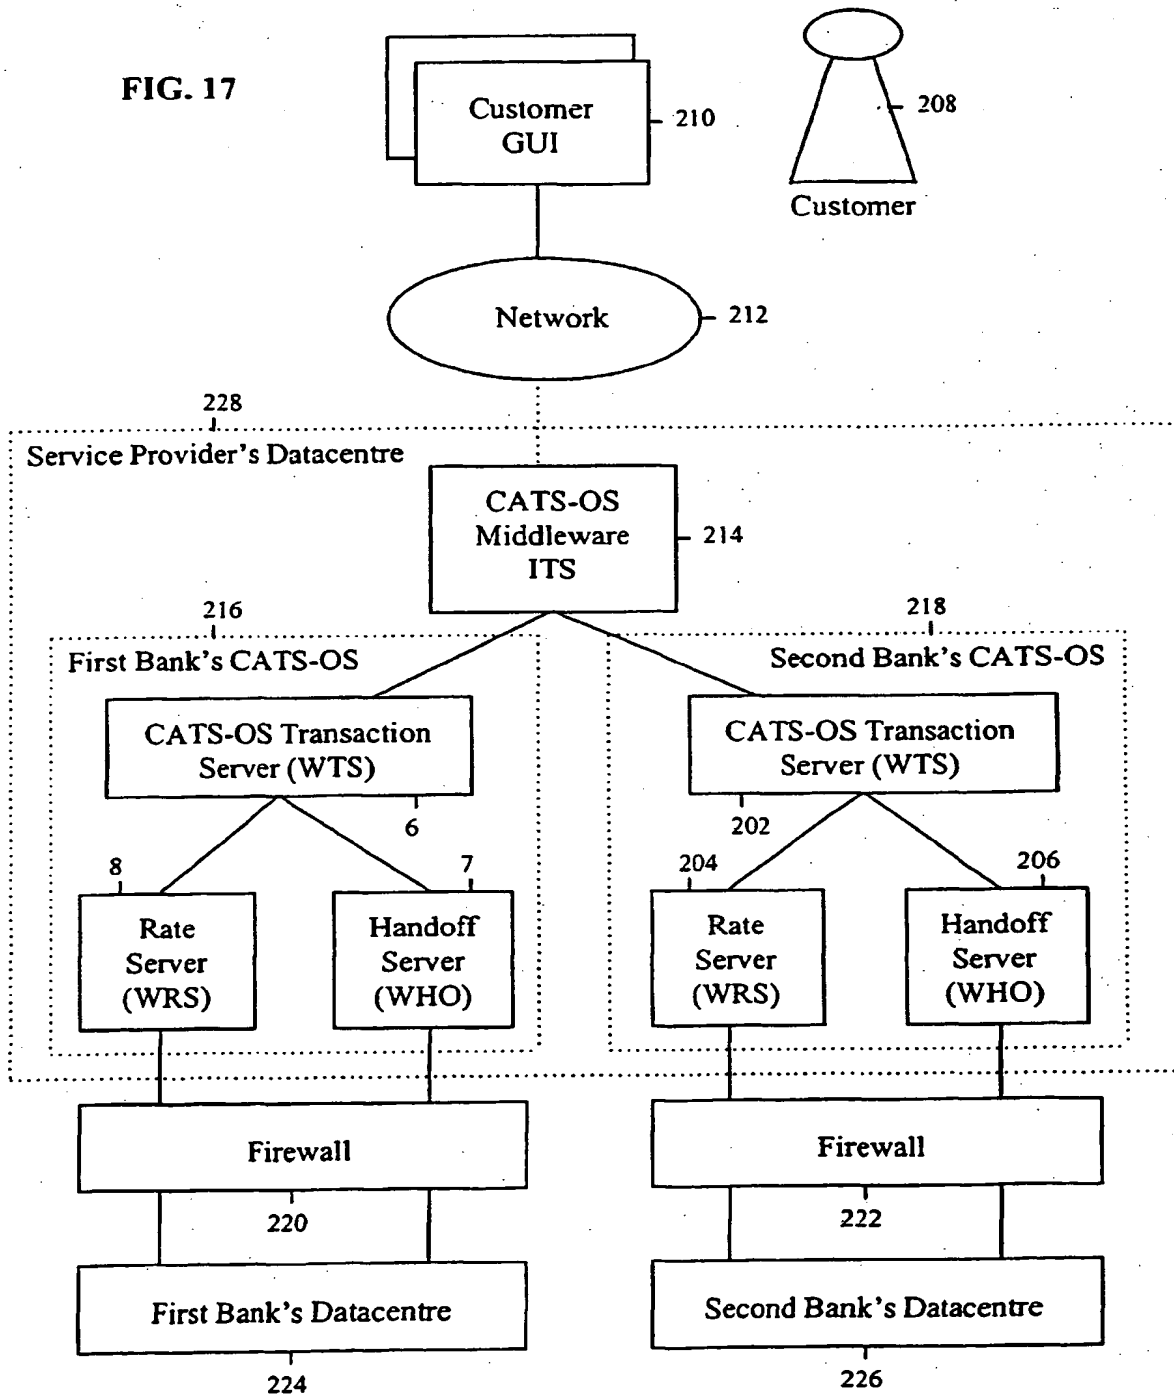 FIG. 17
Customer
GUI
210
208
Customer
Network
212
228
Service Provider's Datacentre
CATS-OS
Middleware
ITS
214
216
218
First Bank's CATS-OS
Second Bank's CATS-OS
CATS-OS Transaction
Server (WTS)
CATS-OS Transaction
Server (WTS)
6
202
8
7
204
206
Rate
Server
(WRS)
Handoff
Server
(WHO)
Rate
Server
(WRS)
Handoff
Server
(WHO)
Firewall
Firewall
220
222
First Bank's Datacentre
Second Bank's Datacentre
224
226